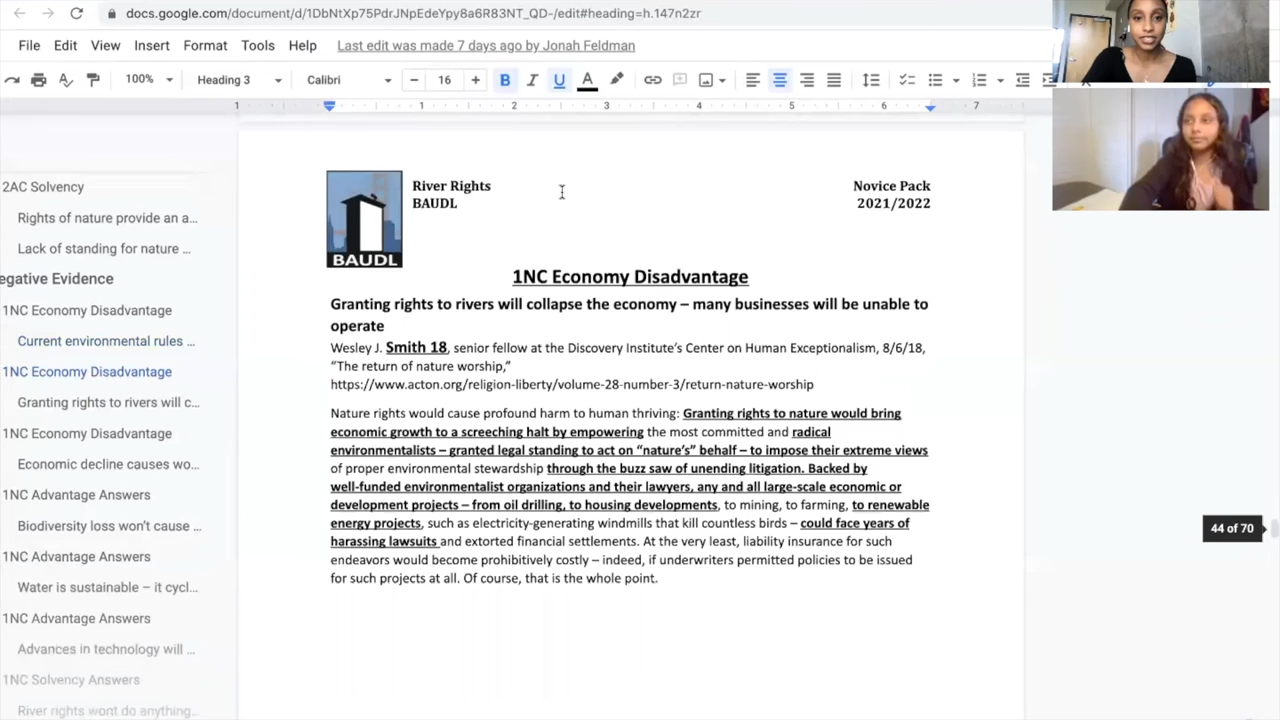 docs.google.com/document/d/1DbNtXp75PdrJNpEdeYpy8a6R83NT_QD-/edit#heading=h.147n2zr
File Edit View Insert Format Tools Help Last edit was made 7 days ago by Jonah Feldman
100% Heading 3 Calibri 16 B I U A
1 1 2 3 4 5 6 7
2AC Solvency
Rights of nature provide an a...
Lack of standing for nature ...
egative Evidence
1NC Economy Disadvantage
Current environmental rules ...
1NC Economy Disadvantage
Granting rights to rivers will c...
1NC Economy Disadvantage
Economic decline causes wo...
1NC Advantage Answers
Biodiversity loss won't cause ...
1NC Advantage Answers
Water is sustainable – it cycl...
1NC Advantage Answers
Advances in technology will ...
1NC Solvency Answers
River rights wont do anything...
BAUDL
River Rights
BAUDL
Novice Pack
2021/2022
1NC Economy Disadvantage
Granting rights to rivers will collapse the economy – many businesses will be unable to
operate
Wesley J. Smith 18, senior fellow at the Discovery Institute's Center on Human Exceptionalism, 8/6/18,
“The return of nature worship,”
https://www.acton.org/religion-liberty/volume-28-number-3/return-nature-worship
Nature rights would cause profound harm to human thriving: Granting rights to nature would bring
economic growth to a screeching halt by empowering the most committed and radical
environmentalists – granted legal standing to act on “nature's” behalf – to impose their extreme views
of proper environmental stewardship through the buzz saw of unending litigation. Backed by
well-funded environmentalist organizations and their lawyers, any and all large-scale economic or
development projects – from oil drilling, to housing developments, to mining, to farming, to renewable
energy projects, such as electricity-generating windmills that kill countless birds – could face years of
harassing lawsuits and extorted financial settlements. At the very least, liability insurance for such
endeavors would become prohibitively costly – indeed, if underwriters permitted policies to be issued
for such projects at all. Of course, that is the whole point.
44 of 70